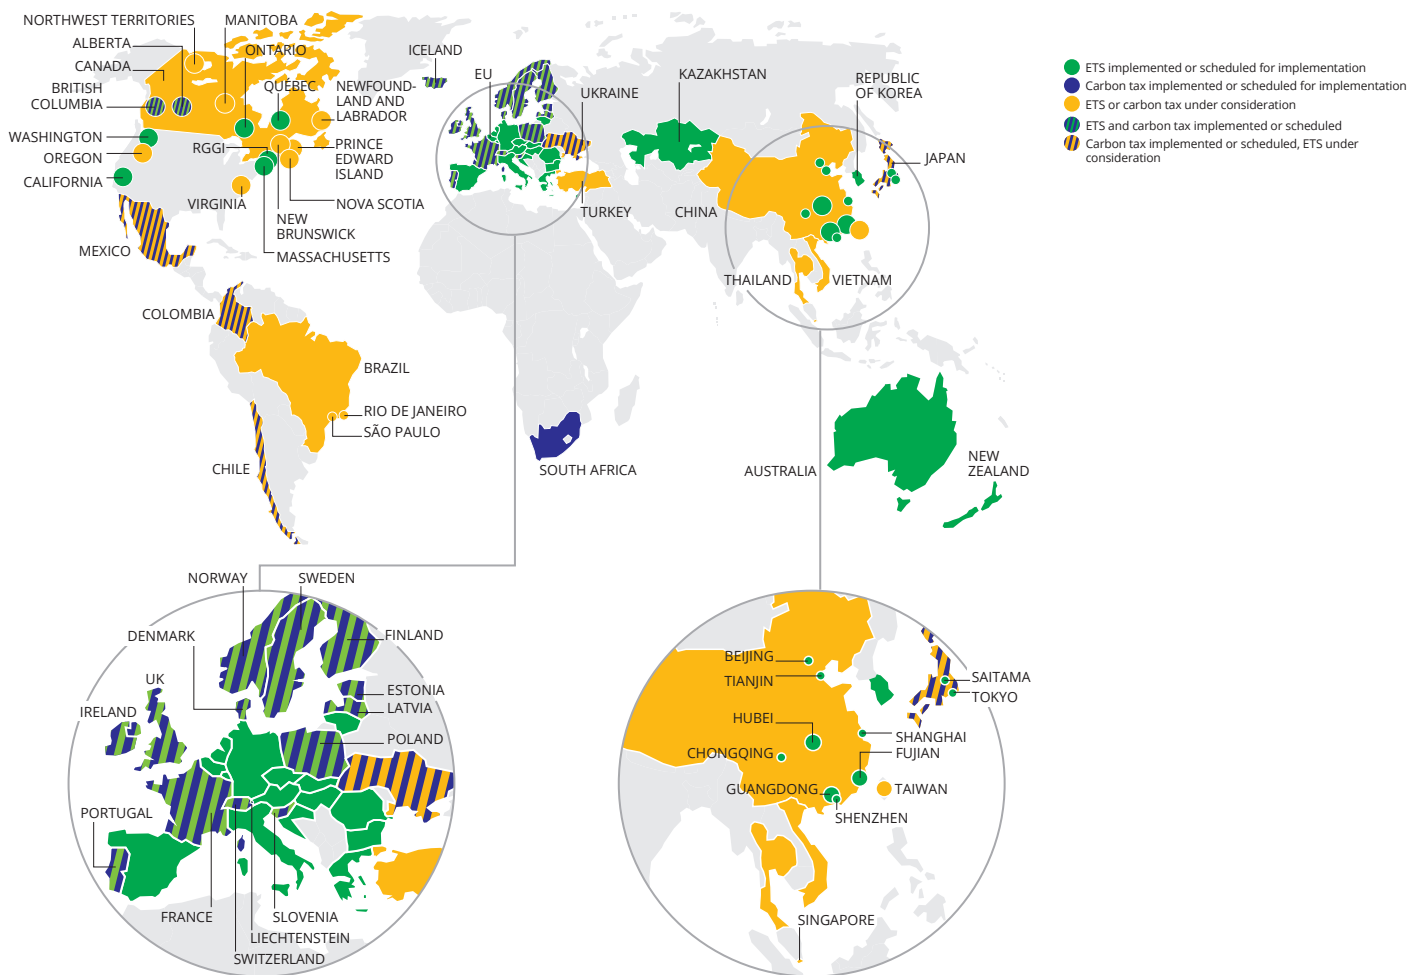 NORTHWEST TERRITORIES
MANITOBA
ALBERTA
ONTARIO
CANADA
BRITISH
COLUMBIA
QUÉBEC
NEWFOUND-
LAND AND
LABRADOR
WASHINGTON
OREGON
RGGI
PRINCE
EDWARD
ISLAND
CALIFORNIA
VIRGINIA
NOVA SCOTIA
NEW
BRUNSWICK
MEXICO
MASSACHUSETTS
ICELAND
EU
UKRAINE
KAZAKHSTAN
REPUBLIC
OF KOREA
JAPAN
TURKEY
CHINA
THAILAND
VIETNAM
ETS implemented or scheduled for implementation
Carbon tax implemented or scheduled for implementation
ETS or carbon tax under consideration
ETS and carbon tax implemented or scheduled
Carbon tax implemented or scheduled, ETS under
consideration
COLOMBIA
BRAZIL
RIO DE JANEIRO
SÃO PAULO
CHILE
SOUTH AFRICA
AUSTRALIA
NEW
ZEALAND
NORWAY
SWEDEN
DENMARK
FINLAND
UK
ESTONIA
IRELAND
LATVIA
POLAND
PORTUGAL
FRANCE
SLOVENIA
LIECHTENSTEIN
SWITZERLAND
BEIJING
TIANJIN
SAITAMA
TOKYO
HUBEI
SHANGHAI
CHONGQING
FUJIAN
GUANGDONG
TAIWAN
SHENZHEN
SINGAPORE